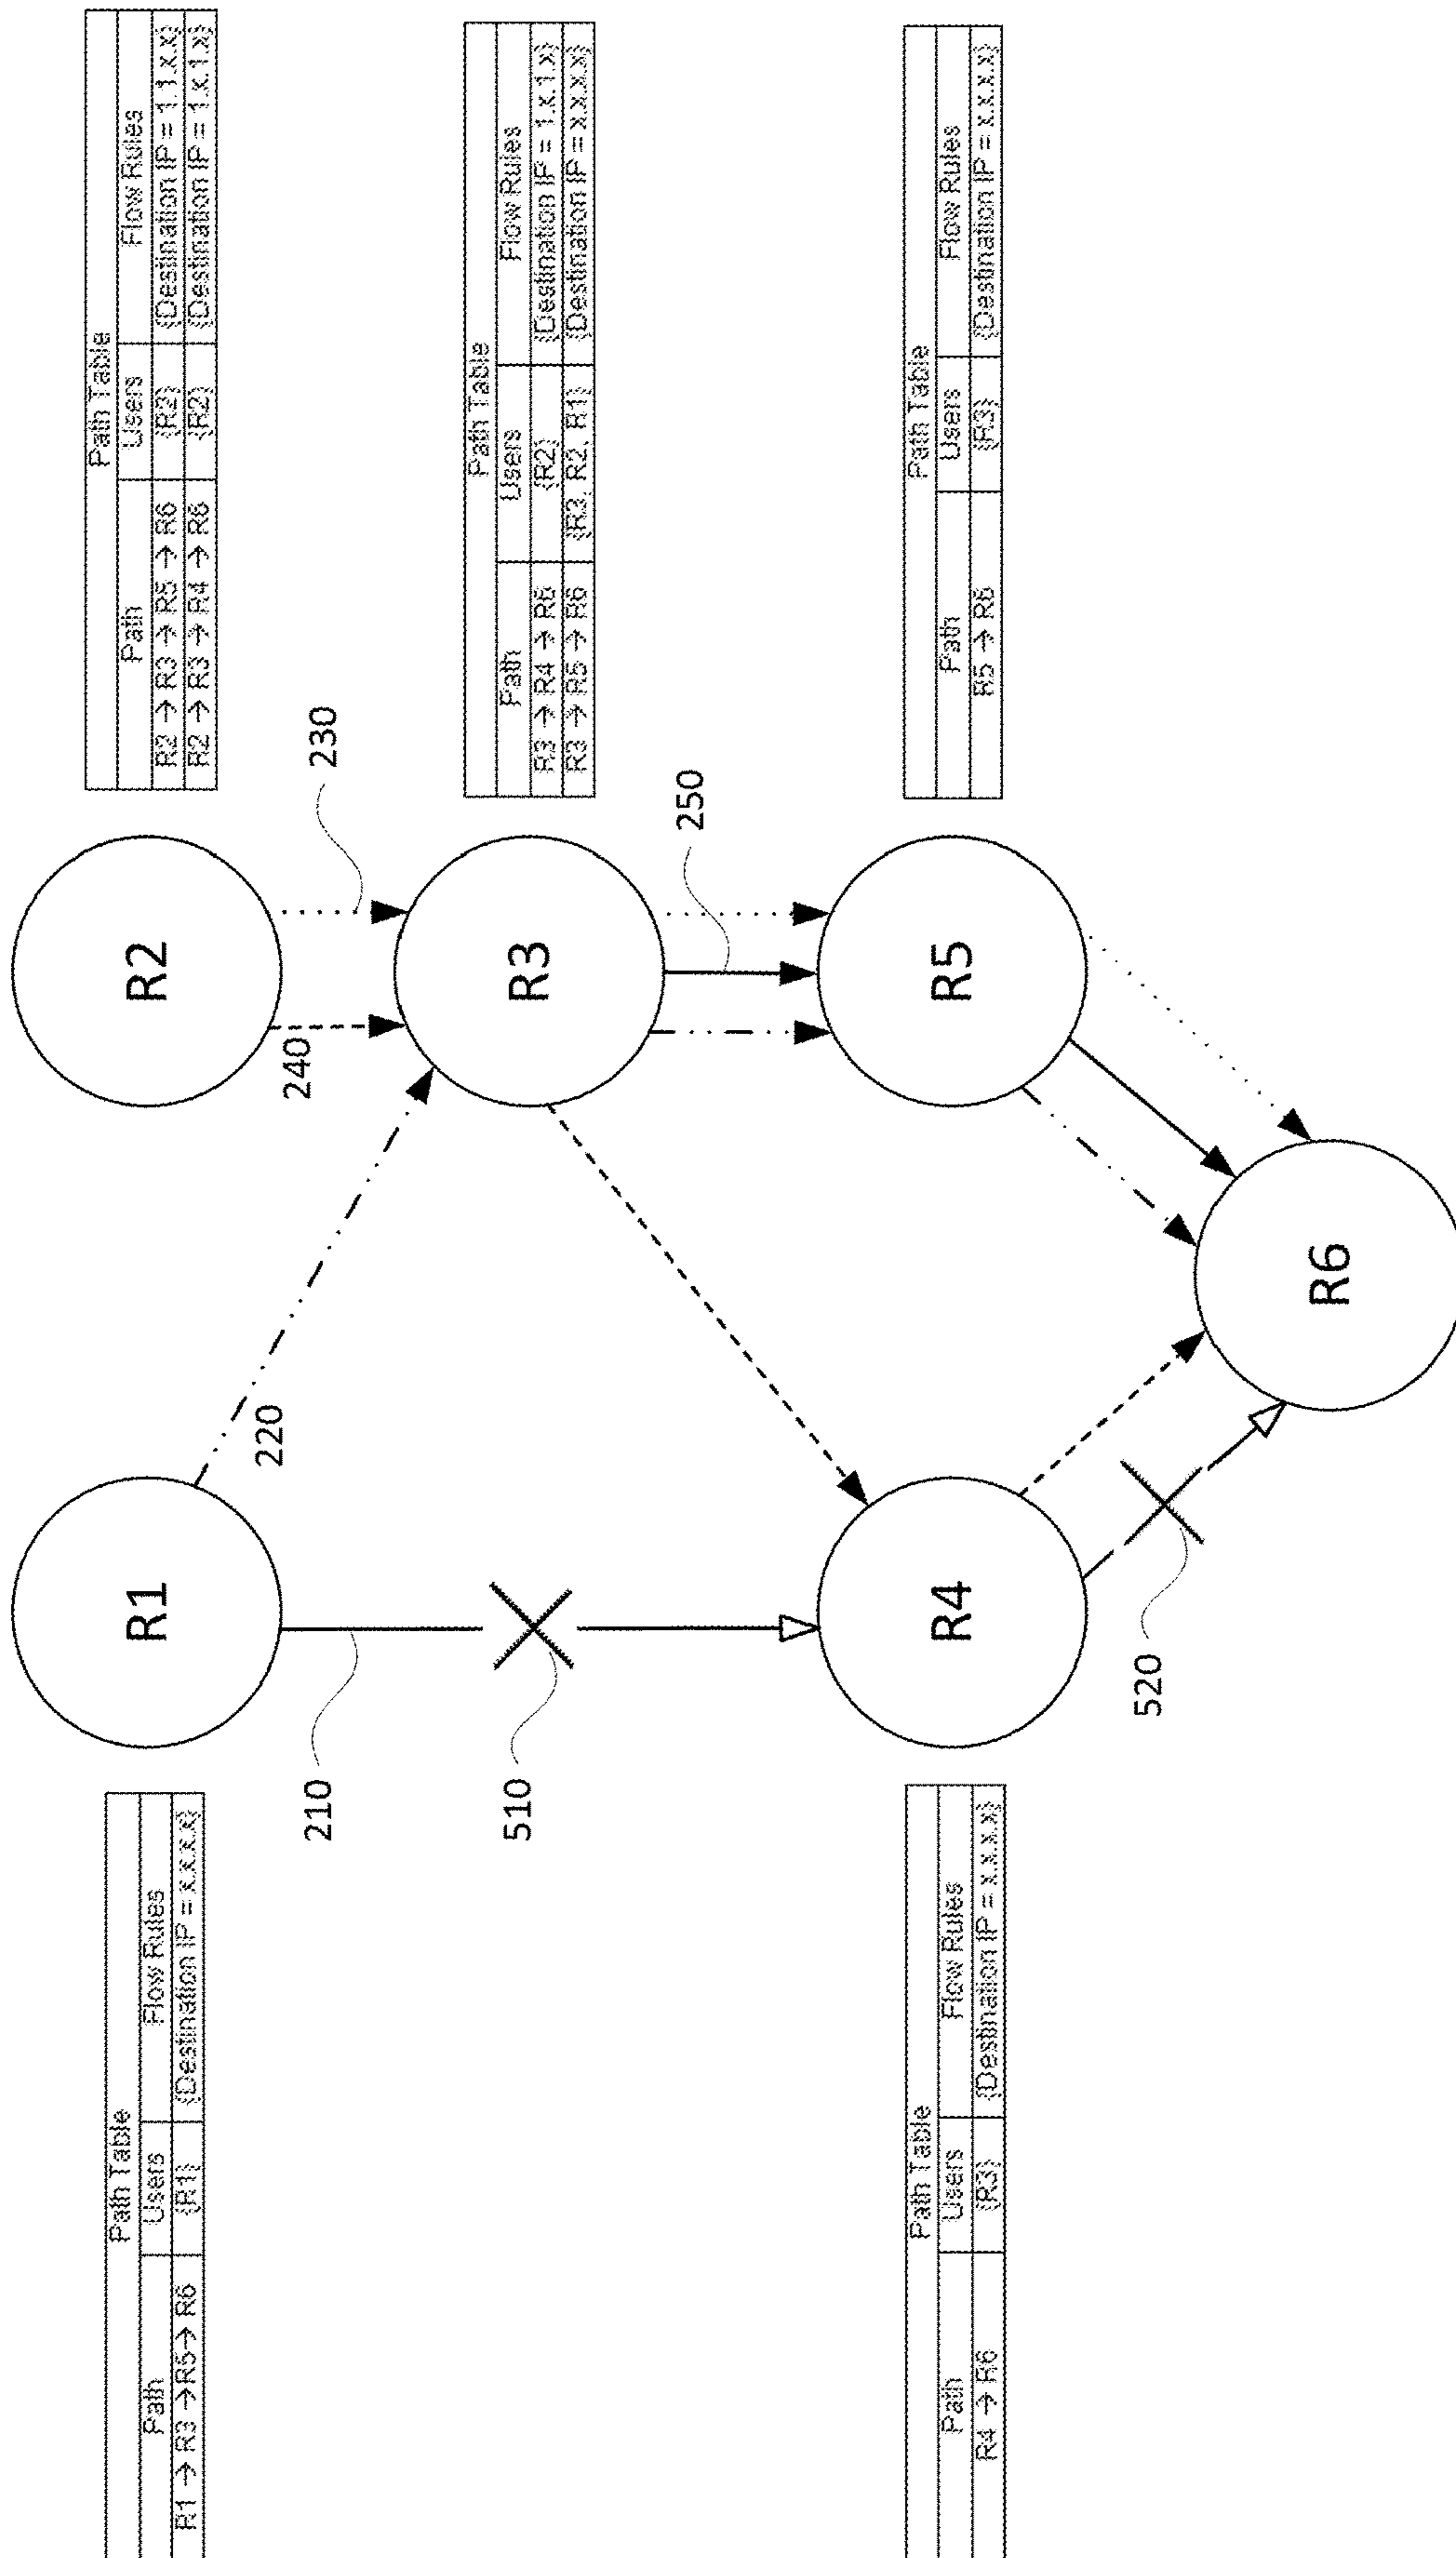 Path Table
Path Users Flow Rules
R1 → R3 → R5 → R6 {R1} {Destination IP = x.x.x.x}
R1
R2
Path Table
Path Users Flow Rules
R2 → R3 → R5 → R6 {R2} {Destination IP = 1.1.x.x}
R2 → R3 → R4 → R6 {R2} {Destination IP = 1.x.1.x}
210
220
240
230
510
R3
Path Table
Path Users Flow Rules
R3 → R4 → R6 {R2} {Destination IP = 1.x.1.x}
R3 → R5 → R6 {R3, R2, R1} {Destination IP = x.x.x.x}
250
Path Table
Path Users Flow Rules
R4 → R6 {R3} {Destination IP = x.x.x.x}
R4
R5
Path Table
Path Users Flow Rules
R5 → R6 {R3} {Destination IP = x.x.x.x}
520
R6